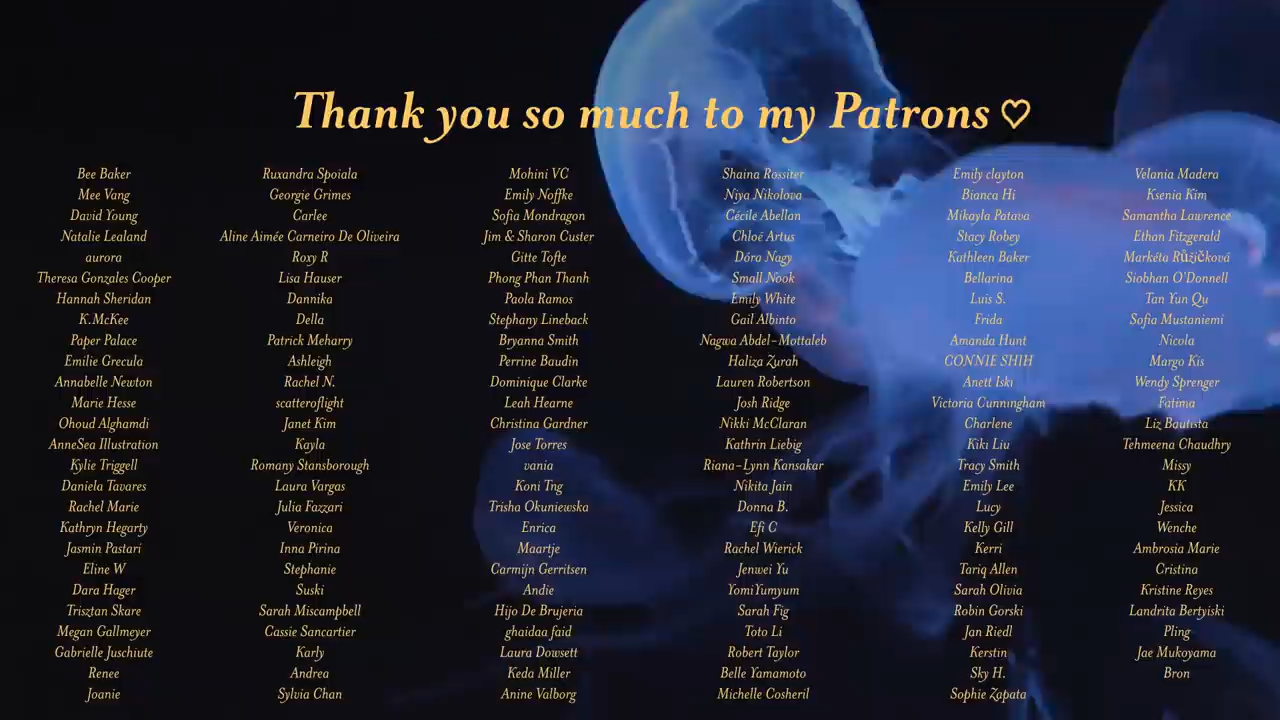 Thank you so much to my Patrons ♡
Bee Baker
Mee Vang
David Young
Natalie Lealand
aurora
Theresa Gonzales Cooper
Hannah Sheridan
K.McKee
Paper Palace
Emilie Grecula
Annabelle Newton
Marie Hesse
Ohoud Alghamdi
AnneSea Illustration
Kylie Triggell
Daniela Tavares
Rachel Marie
Kathryn Hegarty
Jasmin Pastari
Eline W
Dara Hager
Trisztan Skare
Megan Gallmeyer
Gabrielle Juschiute
Renee
Joanie
Ruxandra Spoiala
Georgie Grimes
Carlee
Aline Aimée Carneiro De Oliveira
Roxy R
Lisa Hauser
Dannika
Della
Patrick Meharry
Ashleigh
Rachel N.
scatteroflight
Janet Kim
Kayla
Romany Stansborough
Laura Vargas
Julia Fazzari
Veronica
Inna Pirina
Stephanie
Suski
Sarah Miscampbell
Cassie Sancartier
Karly
Andrea
Sylvia Chan
Mohini VC
Emily Noffke
Sofia Mondragon
Jim & Sharon Custer
Gitte Tofte
Phong Phan Thanh
Paola Ramos
Stephany Lineback
Bryanna Smith
Perrine Baudin
Dominique Clarke
Leah Hearne
Christina Gardner
Jose Torres
vania
Koni Tng
Trisha Okuniewska
Enrica
Maartje
Carmijn Gerritsen
Andie
Hijo De Brujeria
ghaidaa faid
Laura Dowsett
Keda Miller
Anine Valborg
Shaina Rossiter
Niya Nikolova
Cécile Abellan
Chloë Artus
Dóra Nagy
Small Nook
Emily White
Gail Albinto
Nagwa Abdel-Mottaleb
Haliza Zurah
Lauren Robertson
Josh Ridge
Nikki McClaran
Kathrin Liebig
Riana-Lynn Kansakar
Nikita Jain
Donna B.
Efi C
Rachel Wierick
Jenwei Yu
YomiYumyum
Sarah Fig
Toto Li
Robert Taylor
Belle Yamamoto
Michelle Cosheril
Emily clayton
Bianca Hi
Mikayla Patava
Stacy Robey
Kathleen Baker
Bellarina
Luis S.
Frida
Amanda Hunt
CONNIE SHIH
Anett Iski
Victoria Cunningham
Charlene
Kiki Liu
Tracy Smith
Emily Lee
Lucy
Kelly Gill
Kerri
Tariq Allen
Sarah Olivia
Robin Gorski
Jan Riedl
Kerstin
Sky H.
Sophie Zapata
Velania Madera
Ksenia Kim
Samantha Lawrence
Ethan Fitzgerald
Markéta Růžičková
Siobhan O'Donnell
Tan Yun Qu
Sofia Mustaniemi
Nicola
Margo Kis
Wendy Sprenger
Fatima
Liz Bautista
Tehmeena Chaudhry
Missy
KK
Jessica
Wenche
Ambrosia Marie
Cristina
Kristine Reyes
Landrita Bertyiski
Pling
Jae Mukoyama
Bron